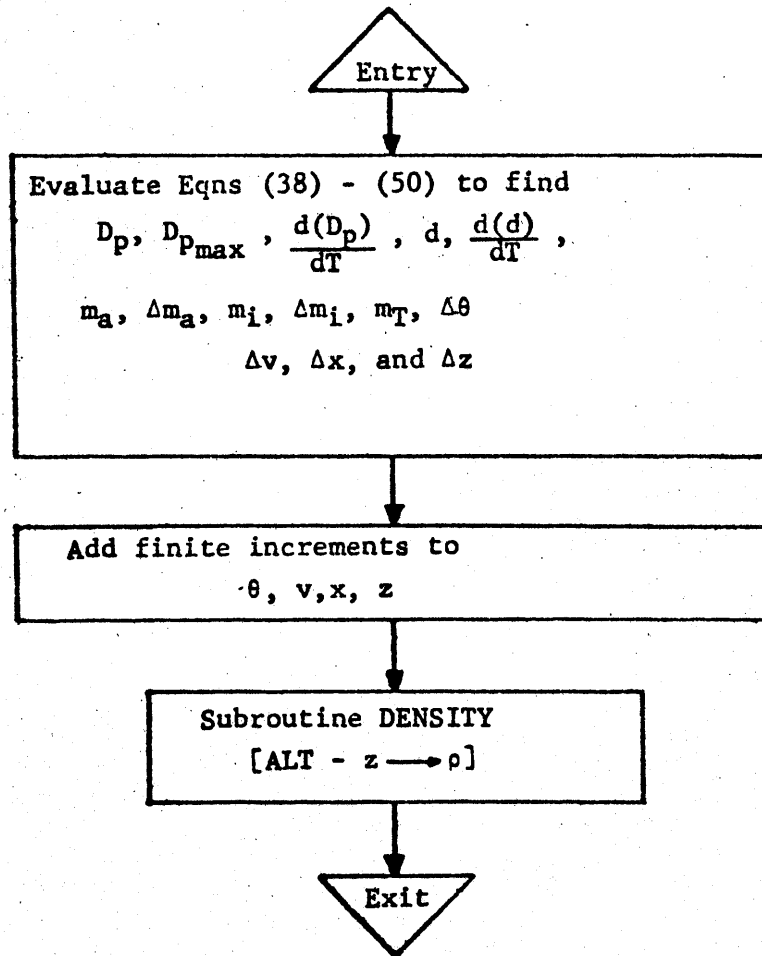 Entry
Evaluate Eqns (38) - (50) to find
D_p, D_p_max , d(D_p)/dT , d, d(d)/dT ,
m_a, Δm_a, m_i, Δm_i, m_T, Δθ
Δv, Δx, and Δz
Add finite increments to
θ, v,x, z
Subroutine DENSITY
[ALT - z → ρ]
Exit